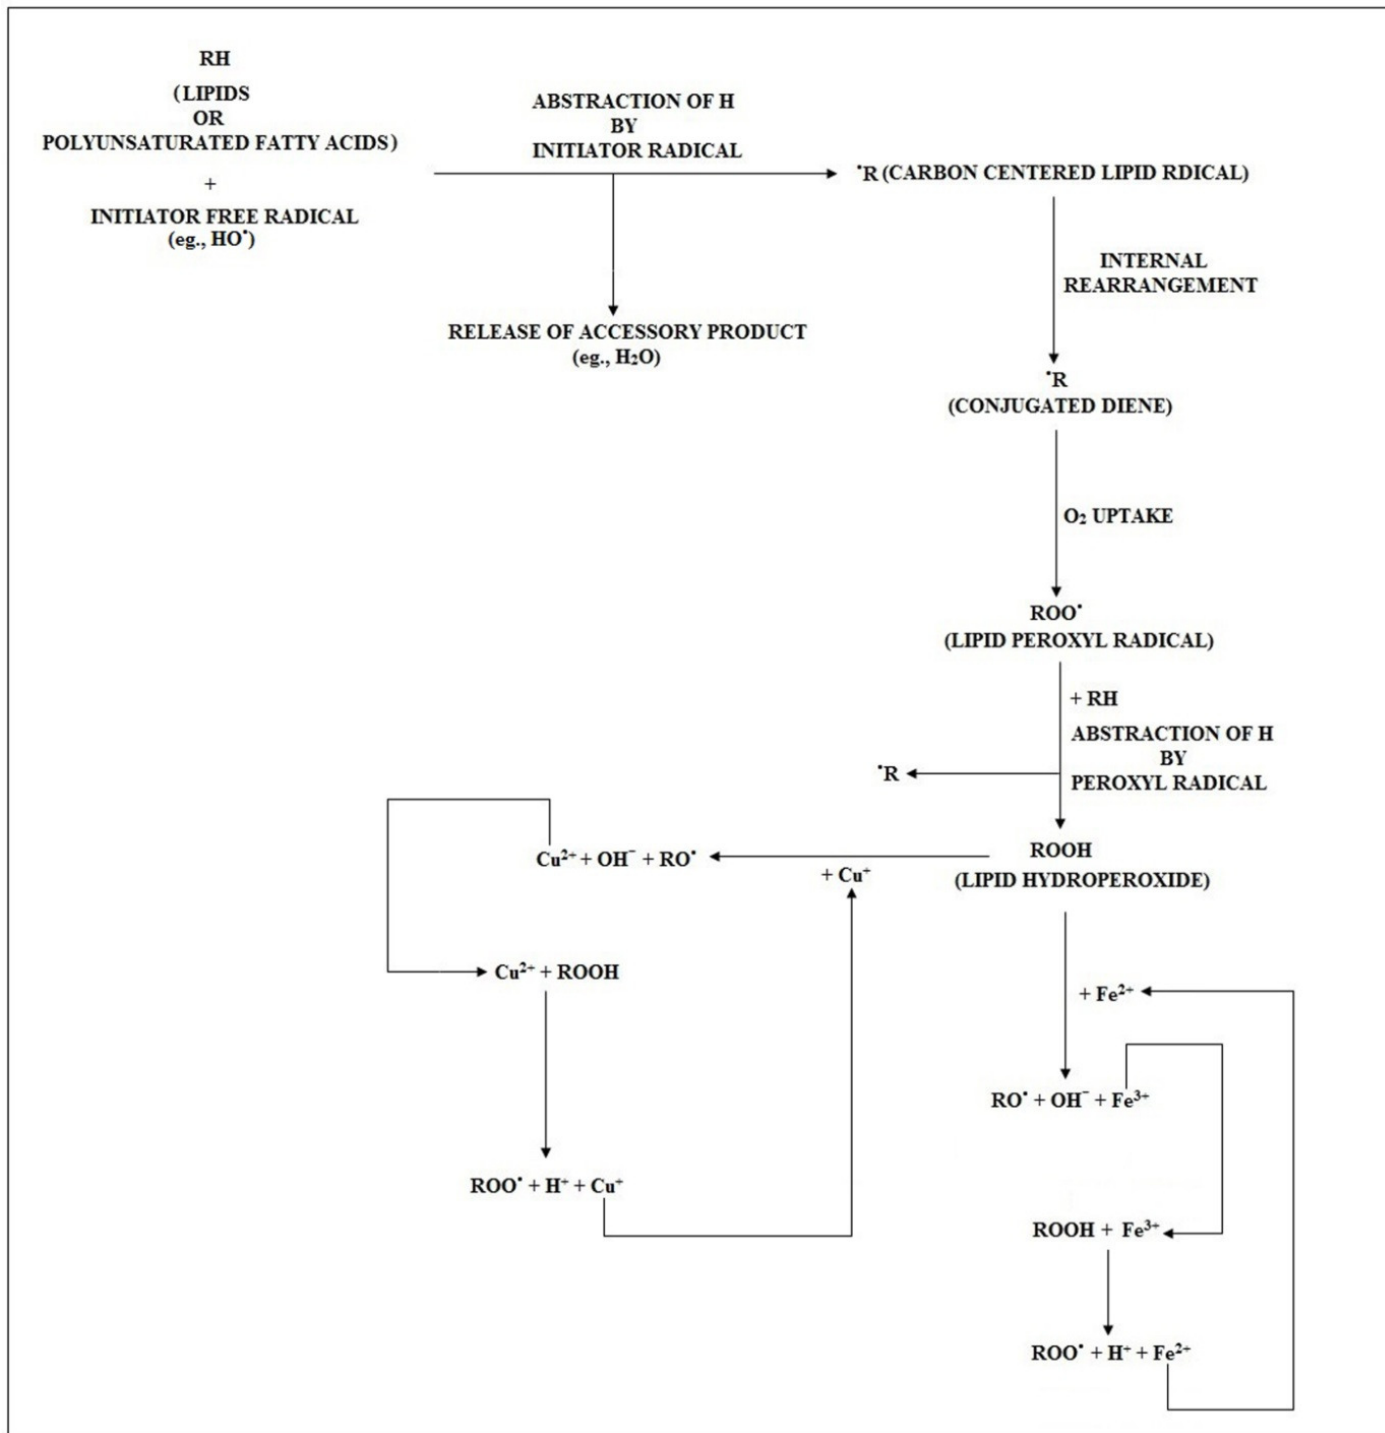 RH
(LIPIDS
OR
POLYUNSATURATED FATTY ACIDS)
+
INITIATOR FREE RADICAL
(eg., HO•)
ABSTRACTION OF H
BY
INITIATOR RADICAL
RELEASE OF ACCESSORY PRODUCT
(eg., H₂O)
•R (CARBON CENTERED LIPID RDICAL)
INTERNAL
REARRANGEMENT
•R
(CONJUGATED DIENE)
O₂ UPTAKE
ROO•
(LIPID PEROXYL RADICAL)
+ RH
ABSTRACTION OF H
BY
PEROXYL RADICAL
•R
ROOH
(LIPID HYDROPEROXIDE)
+ Cu⁺
Cu²⁺ + OH⁻ + RO•
Cu²⁺ + ROOH
ROO• + H⁺ + Cu⁺
+ Fe²⁺
RO• + OH⁻ + Fe³⁺
ROOH + Fe³⁺
ROO• + H⁺ + Fe²⁺